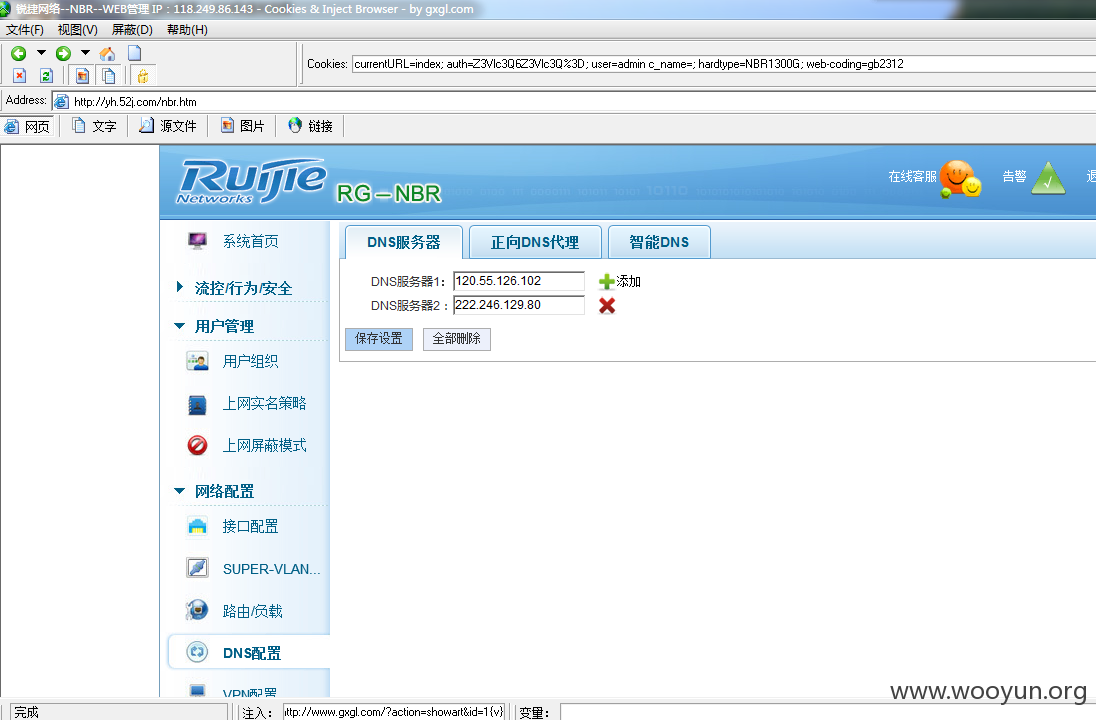 锐捷网络--NBR--WEB管理 IP：118.249.86.143 - Cookies & Inject Browser - by gxgl.com
文件(F) 视图(V) 屏蔽(D) 帮助(H)
Cookies: currentURL=index; auth=Z3Vlc3Q6Z3Vlc3Q%3D; user=admin c_name=; hardtype=NBR1300G; web-coding=gb2312
Address: http://yh.52j.com/nbr.htm
网页 文字 源文件 图片 链接
Ruijie Networks RG-NBR
在线客服 告警
DNS服务器 正向DNS代理 智能DNS
系统首页
DNS服务器1： 120.55.126.102 添加
流控/行为/安全
DNS服务器2： 222.246.129.80
用户管理
保存设置 全部删除
用户组织
上网实名策略
上网屏蔽模式
网络配置
接口配置
SUPER-VLAN...
路由/负载
DNS配置
VPN配置
www.wooyun.org
完成 注入： ttp://www.gxgl.com/?action=showart&id=1{v} 变量：